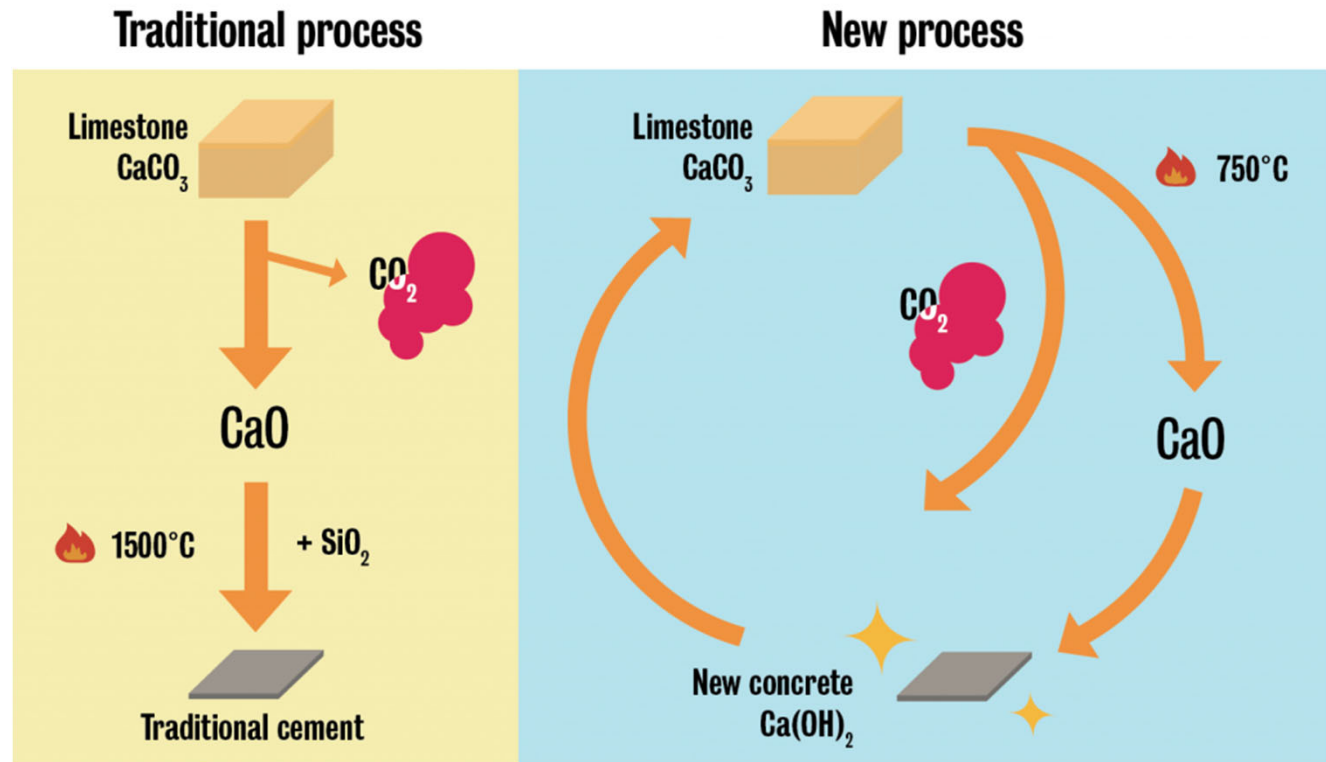 Traditional process
Limestone
CaCO₃
CO₂
CaO
1500°C
+ SiO₂
Traditional cement
New process
Limestone
CaCO₃
750°C
CO₂
CaO
New concrete
Ca(OH)₂